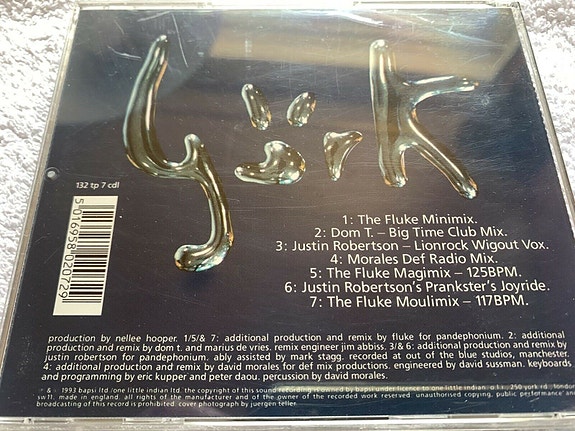 132 tp 7 cdl
5 016958 020729
1: The Fluke Minimix.
2: Dom T. – Big Time Club Mix.
3: Justin Robertson – Lionrock Wigout Vox.
4: Morales Def Radio Mix.
5: The Fluke Magimix – 125BPM.
6: Justin Robertson's Prankster's Joyride.
7: The Fluke Moulimix – 117BPM.
production by nellee hooper. 1/5/& 7: additional production and remix by fluke for pandephonium. 2: additional
production and remix by dom t. and marius de vries. remix engineer jim abbiss. 3/& 6: additional production and remix by
justin robertson for pandephonium. ably assisted by mark stagg. recorded at out of the blue studios, manchester.
4: additional production and remix by david morales for def mix productions. engineered by david sussman. keyboards
and programming by eric kupper and peter daou. percussion by david morales.
& – 1993 bapsi ltd./one little indian ltd. the copyright of this sound recording is owned by bapsi under license to one little indian. 250 york rd. london
sw11. made in england. all rights of the manufacturer and of the owner of the recorded work reserved. unauthorised copying, public performance and
broadcasting of this record is prohibited. cover photograph by juergen teller.